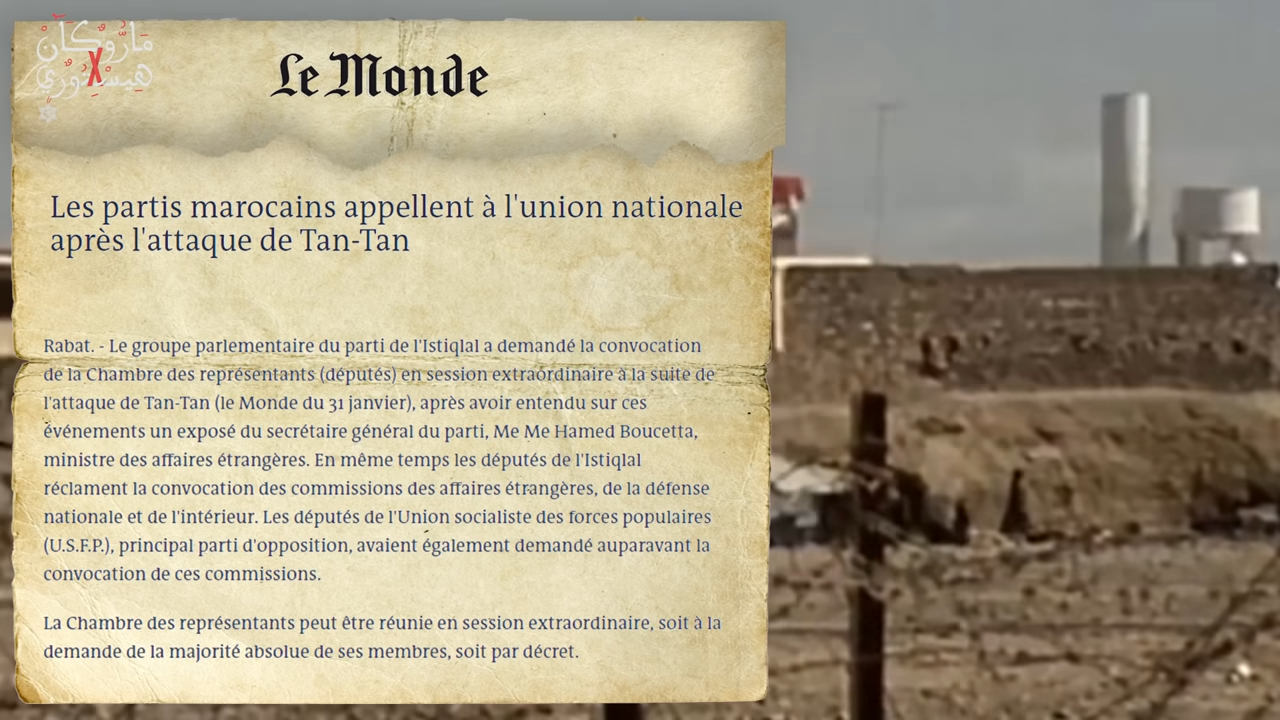 ماروكان
هيستوري
X
Le Monde
Les partis marocains appellent à l'union nationale
après l'attaque de Tan-Tan
Rabat. - Le groupe parlementaire du parti de l'Istiqlal a demandé la convocation
de la Chambre des représentants (députés) en session extraordinaire à la suite de
l'attaque de Tan-Tan (le Monde du 31 janvier), après avoir entendu sur ces
événements un exposé du secrétaire général du parti, Me Me Hamed Boucetta,
ministre des affaires étrangères. En même temps les députés de l'Istiqlal
réclament la convocation des commissions des affaires étrangères, de la défense
nationale et de l'intérieur. Les députés de l'Union socialiste des forces populaires
(U.S.F.P.), principal parti d'opposition, avaient également demandé auparavant la
convocation de ces commissions.
La Chambre des représentants peut être réunie en session extraordinaire, soit à la
demande de la majorité absolue de ses membres, soit par décret.